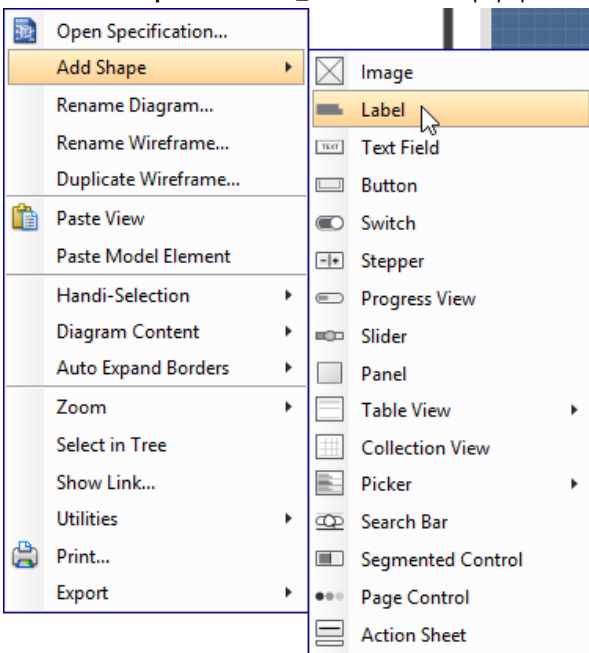 Open Specification...
Add Shape
Rename Diagram...
Rename Wireframe...
Duplicate Wireframe...
Paste View
Paste Model Element
Handi-Selection
Diagram Content
Auto Expand Borders
Zoom
Select in Tree
Show Link...
Utilities
Print...
Export
Image
Label
TEXT Text Field
Button
Switch
Stepper
Progress View
Slider
Panel
Table View
Collection View
Picker
Search Bar
Segmented Control
Page Control
Action Sheet